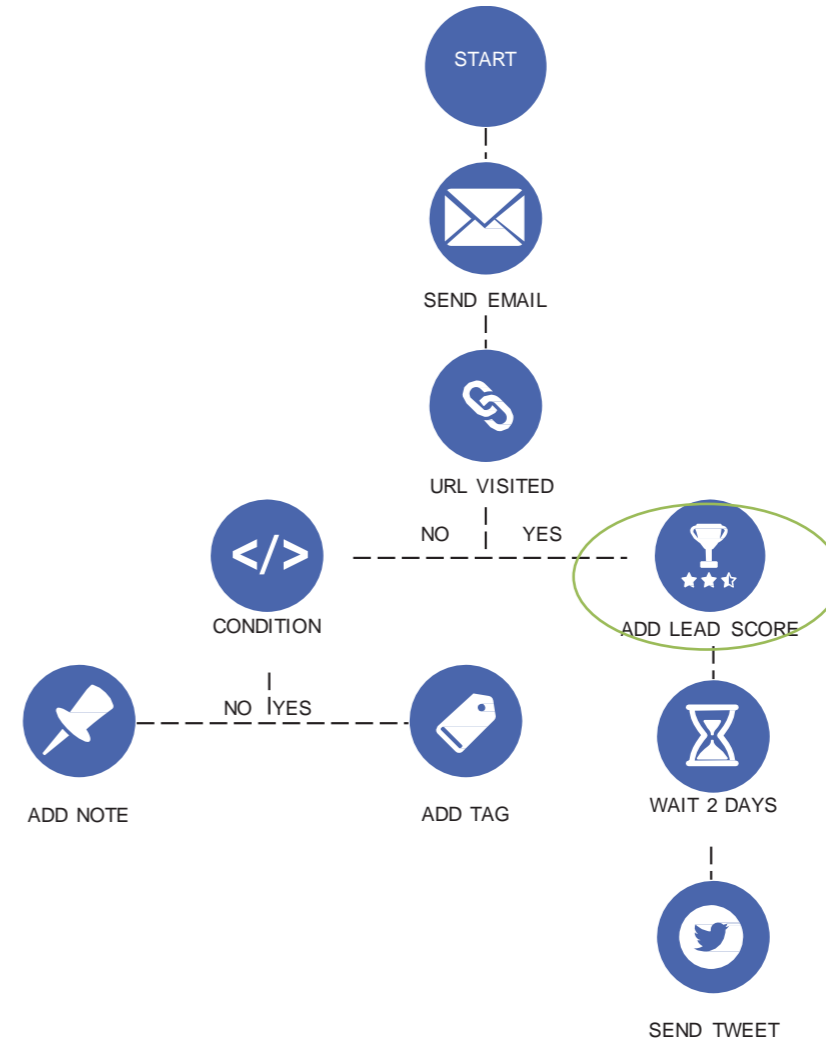 START
SEND EMAIL
URL VISITED
NO YES
</>
CONDITION
ADD LEAD SCORE
NO YES
ADD NOTE
ADD TAG
WAIT 2 DAYS
SEND TWEET